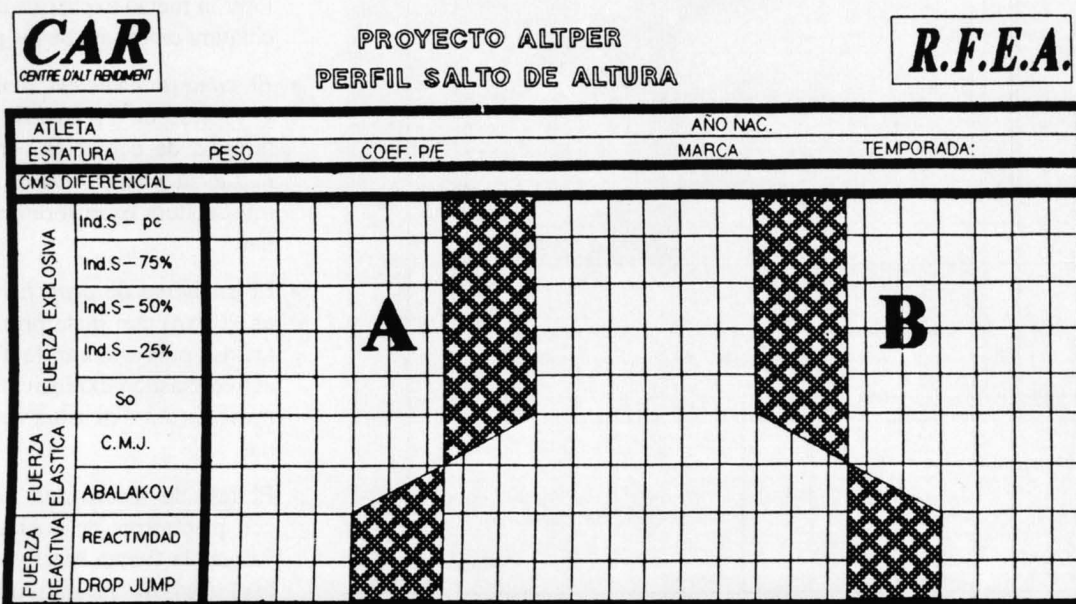 CAR
CENTRE D'ALT RENDIMENT
PROYECTO ALTPER
PERFIL SALTO DE ALTURA
R.F.E.A.
ATLETA AÑO NAC.
ESTATURA PESO COEF. P/E MARCA TEMPORADA:
CMS DIFERENCIAL
FUERZA EXPLOSIVA
Ind.S – pc
Ind.S – 75%
Ind.S – 50%
Ind.S – 25%
So
FUERZA ELASTICA
C.M.J.
ABALAKOV
FUERZA REACTIVA
REACTIVIDAD
DROP JUMP
A
B